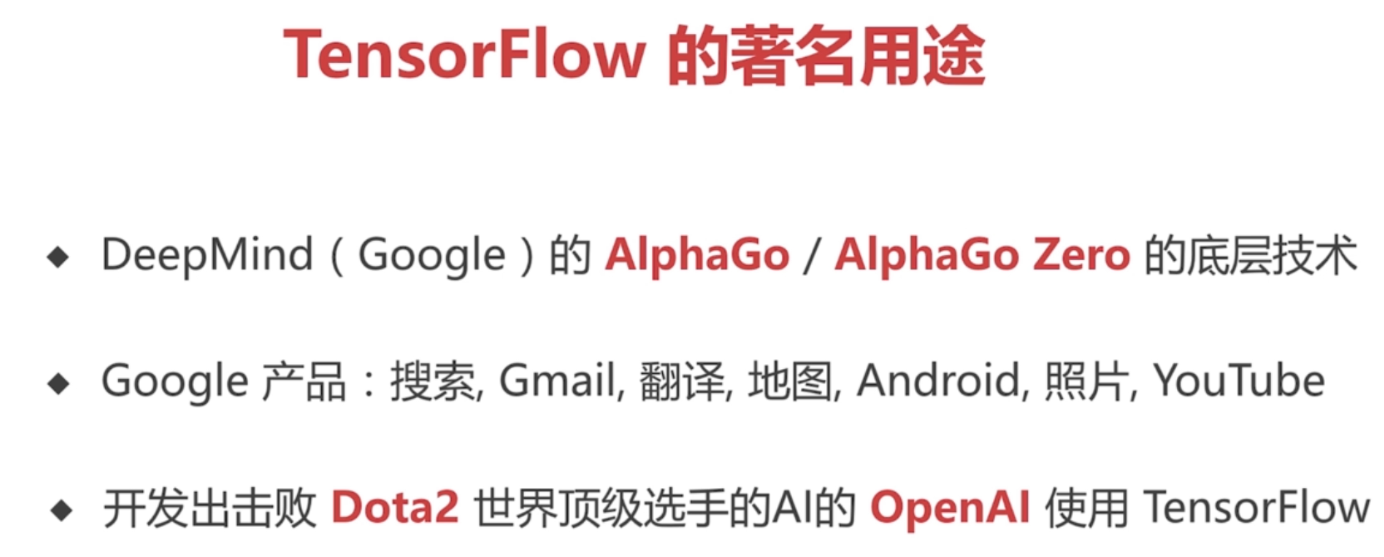 TensorFlow 的著名用途
◆ DeepMind（Google）的 AlphaGo / AlphaGo Zero 的底层技术
◆ Google 产品：搜索, Gmail, 翻译, 地图, Android, 照片, YouTube
◆ 开发出击败 Dota2 世界顶级选手的AI的 OpenAI 使用 TensorFlow